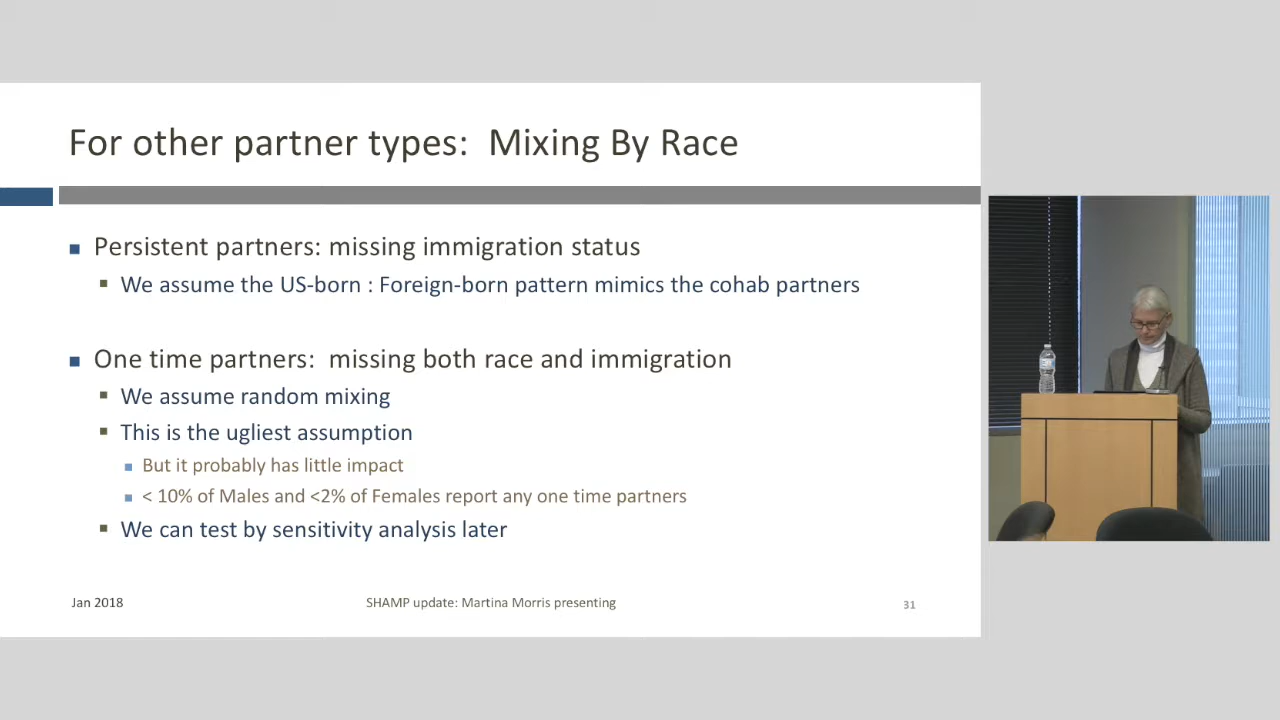 For other partner types: Mixing By Race
Persistent partners: missing immigration status
We assume the US-born : Foreign-born pattern mimics the cohab partners
One time partners: missing both race and immigration
We assume random mixing
This is the ugliest assumption
But it probably has little impact
< 10% of Males and <2% of Females report any one time partners
We can test by sensitivity analysis later
Jan 2018
SHAMP update: Martina Morris presenting
31